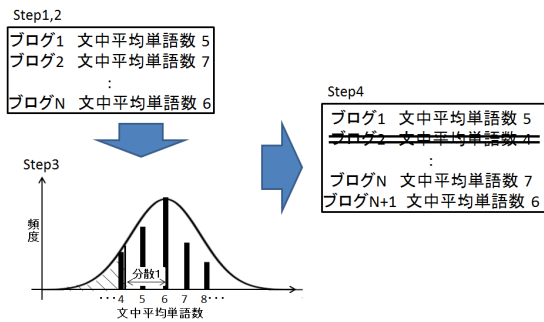 Step1,2
ブログ1 文中平均単語数 5
ブログ2 文中平均単語数 7
:
ブログN 文中平均単語数 6
Step3
頻度
分散1
…4 5 6 7 8…
文中平均単語数
Step4
ブログ1 文中平均単語数 5
ブログ2 文中平均単語数 4
:
ブログN 文中平均単語数 7
ブログN+1 文中平均単語数 6